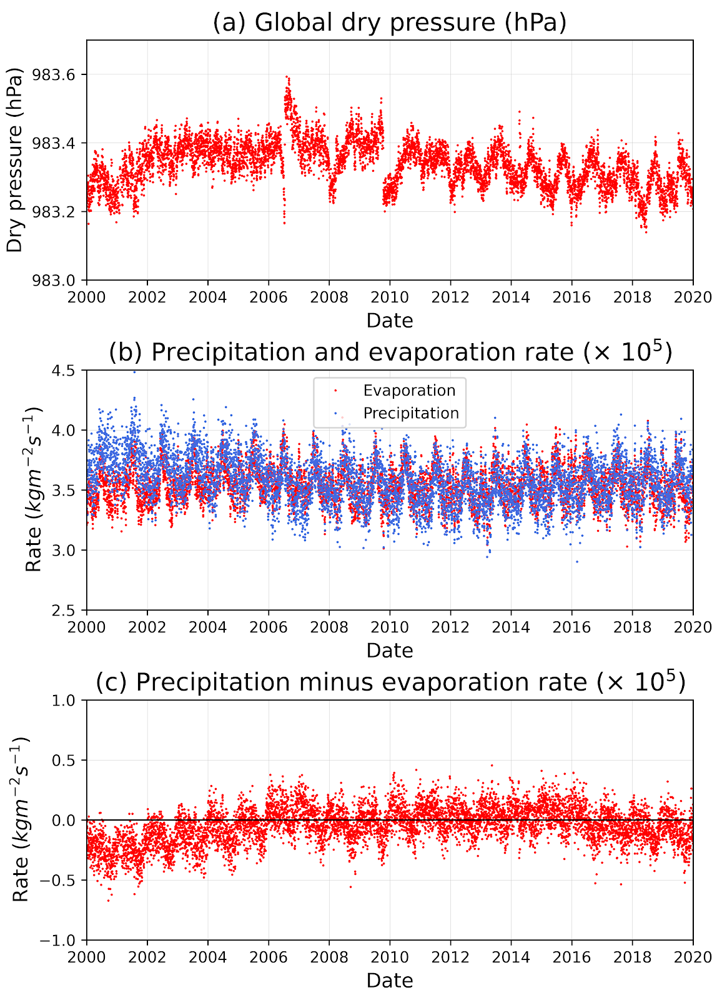 (a) Global dry pressure (hPa)
Dry pressure (hPa)
983.6
983.4
983.2
983.0
2000 2002 2004 2006 2008 2010 2012 2014 2016 2018 2020
Date
(b) Precipitation and evaporation rate (× 10⁵)
Rate (kgm⁻²s⁻¹)
4.5
4.0
3.5
3.0
2.5
Evaporation
Precipitation
2000 2002 2004 2006 2008 2010 2012 2014 2016 2018 2020
Date
(c) Precipitation minus evaporation rate (× 10⁵)
Rate (kgm⁻²s⁻¹)
1.0
0.5
0.0
−0.5
−1.0
2000 2002 2004 2006 2008 2010 2012 2014 2016 2018 2020
Date